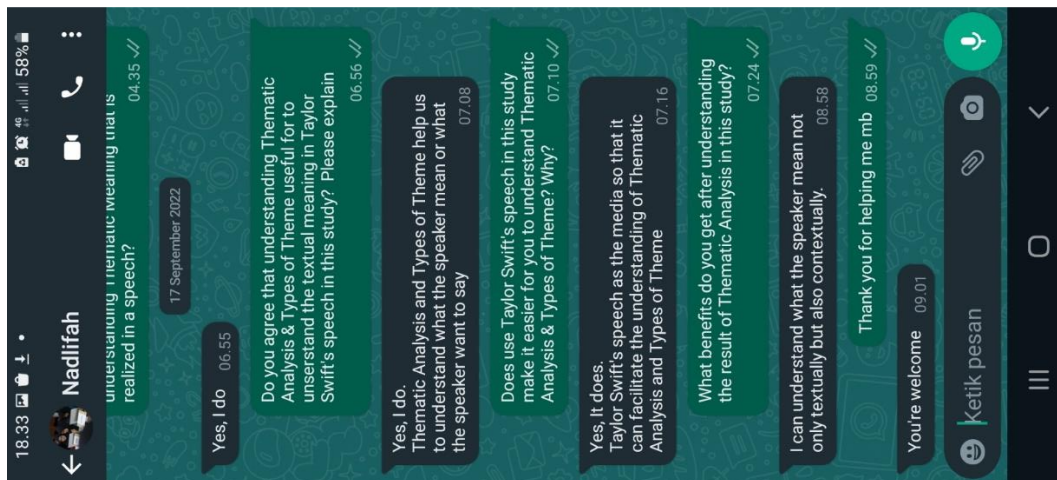 18.33
4G 58%
Nadlifah
understanding Thematic Meaning that is
realized in a speech?
04.35
17 September 2022
Yes, I do 06.55
Do you agree that understanding Thematic
Analysis & Types of Theme useful for to
unserstand the textual meaning in Taylor
Swift's speech in this study? Please explain
06.56
Yes, I do.
Thematic Analysis and Types of Theme help us
to understand what the speaker mean or what
the speaker want to say
07.08
Does use Taylor Swift's speech in this study
make it easier for you to understand Thematic
Analysis & Types of Theme? Why?
07.10
Yes, It does.
Taylor Swift's speech as the media so that it
can facilitate the understanding of Thematic
Analysis and Types of Theme
07.16
What benefits do you get after understanding
the result of Thematic Analysis in this study?
07.24
I can understand what the speaker mean not
only textually but also contextually.
08.58
Thank you for helping me mb 08.59
You're welcome 09.01
Ketik pesan